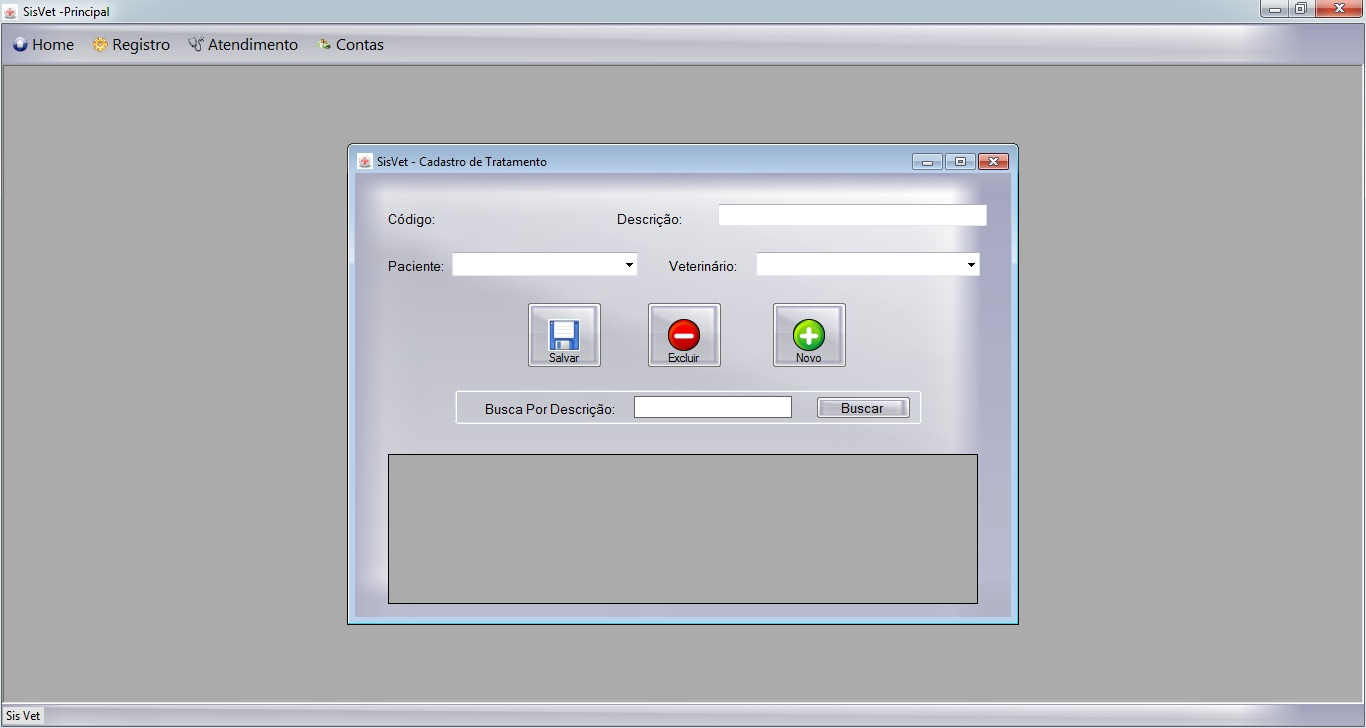 SisVet -Principal
Home Registro Atendimento Contas
SisVet - Cadastro de Tratamento
Código: Descrição:
Paciente: Veterinário:
Salvar Excluir Novo
Busca Por Descrição: Buscar
Sis Vet